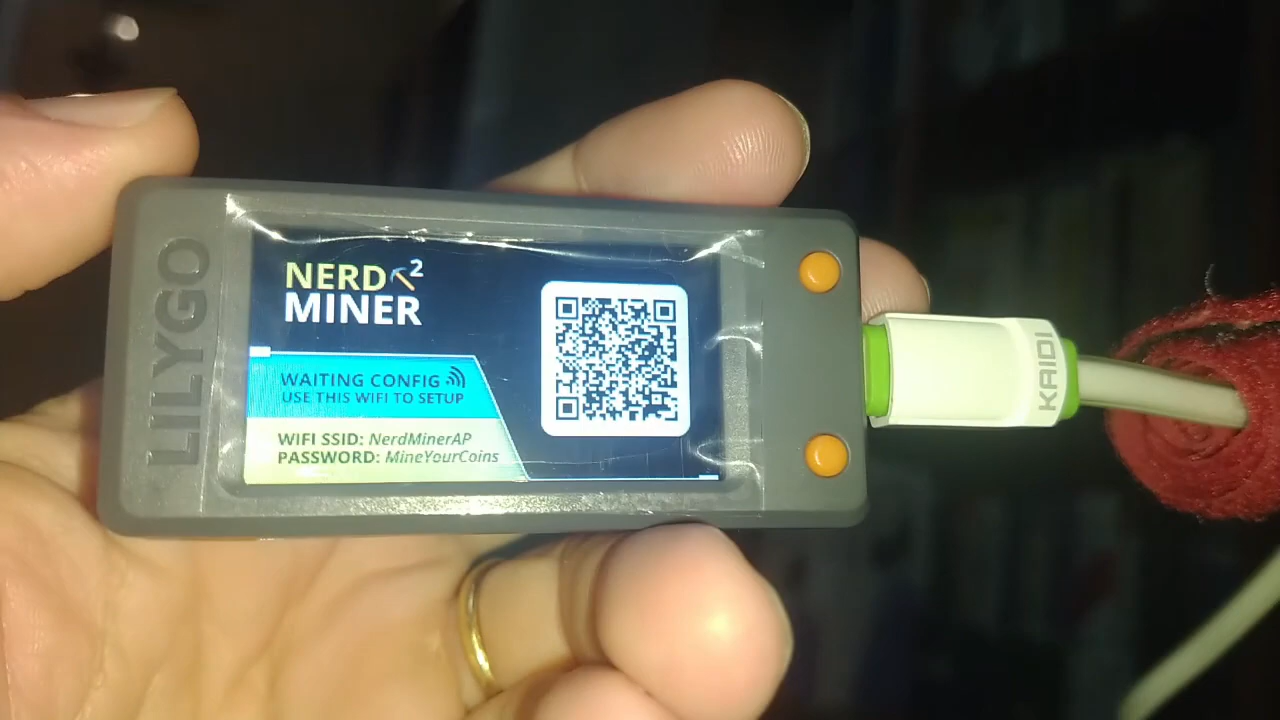 LILYGO
NERD 2
MINER
WAITING CONFIG
USE THIS WIFI TO SETUP
WIFI SSID: NerdMinerAP
PASSWORD: MineYourCoins
KAIDI